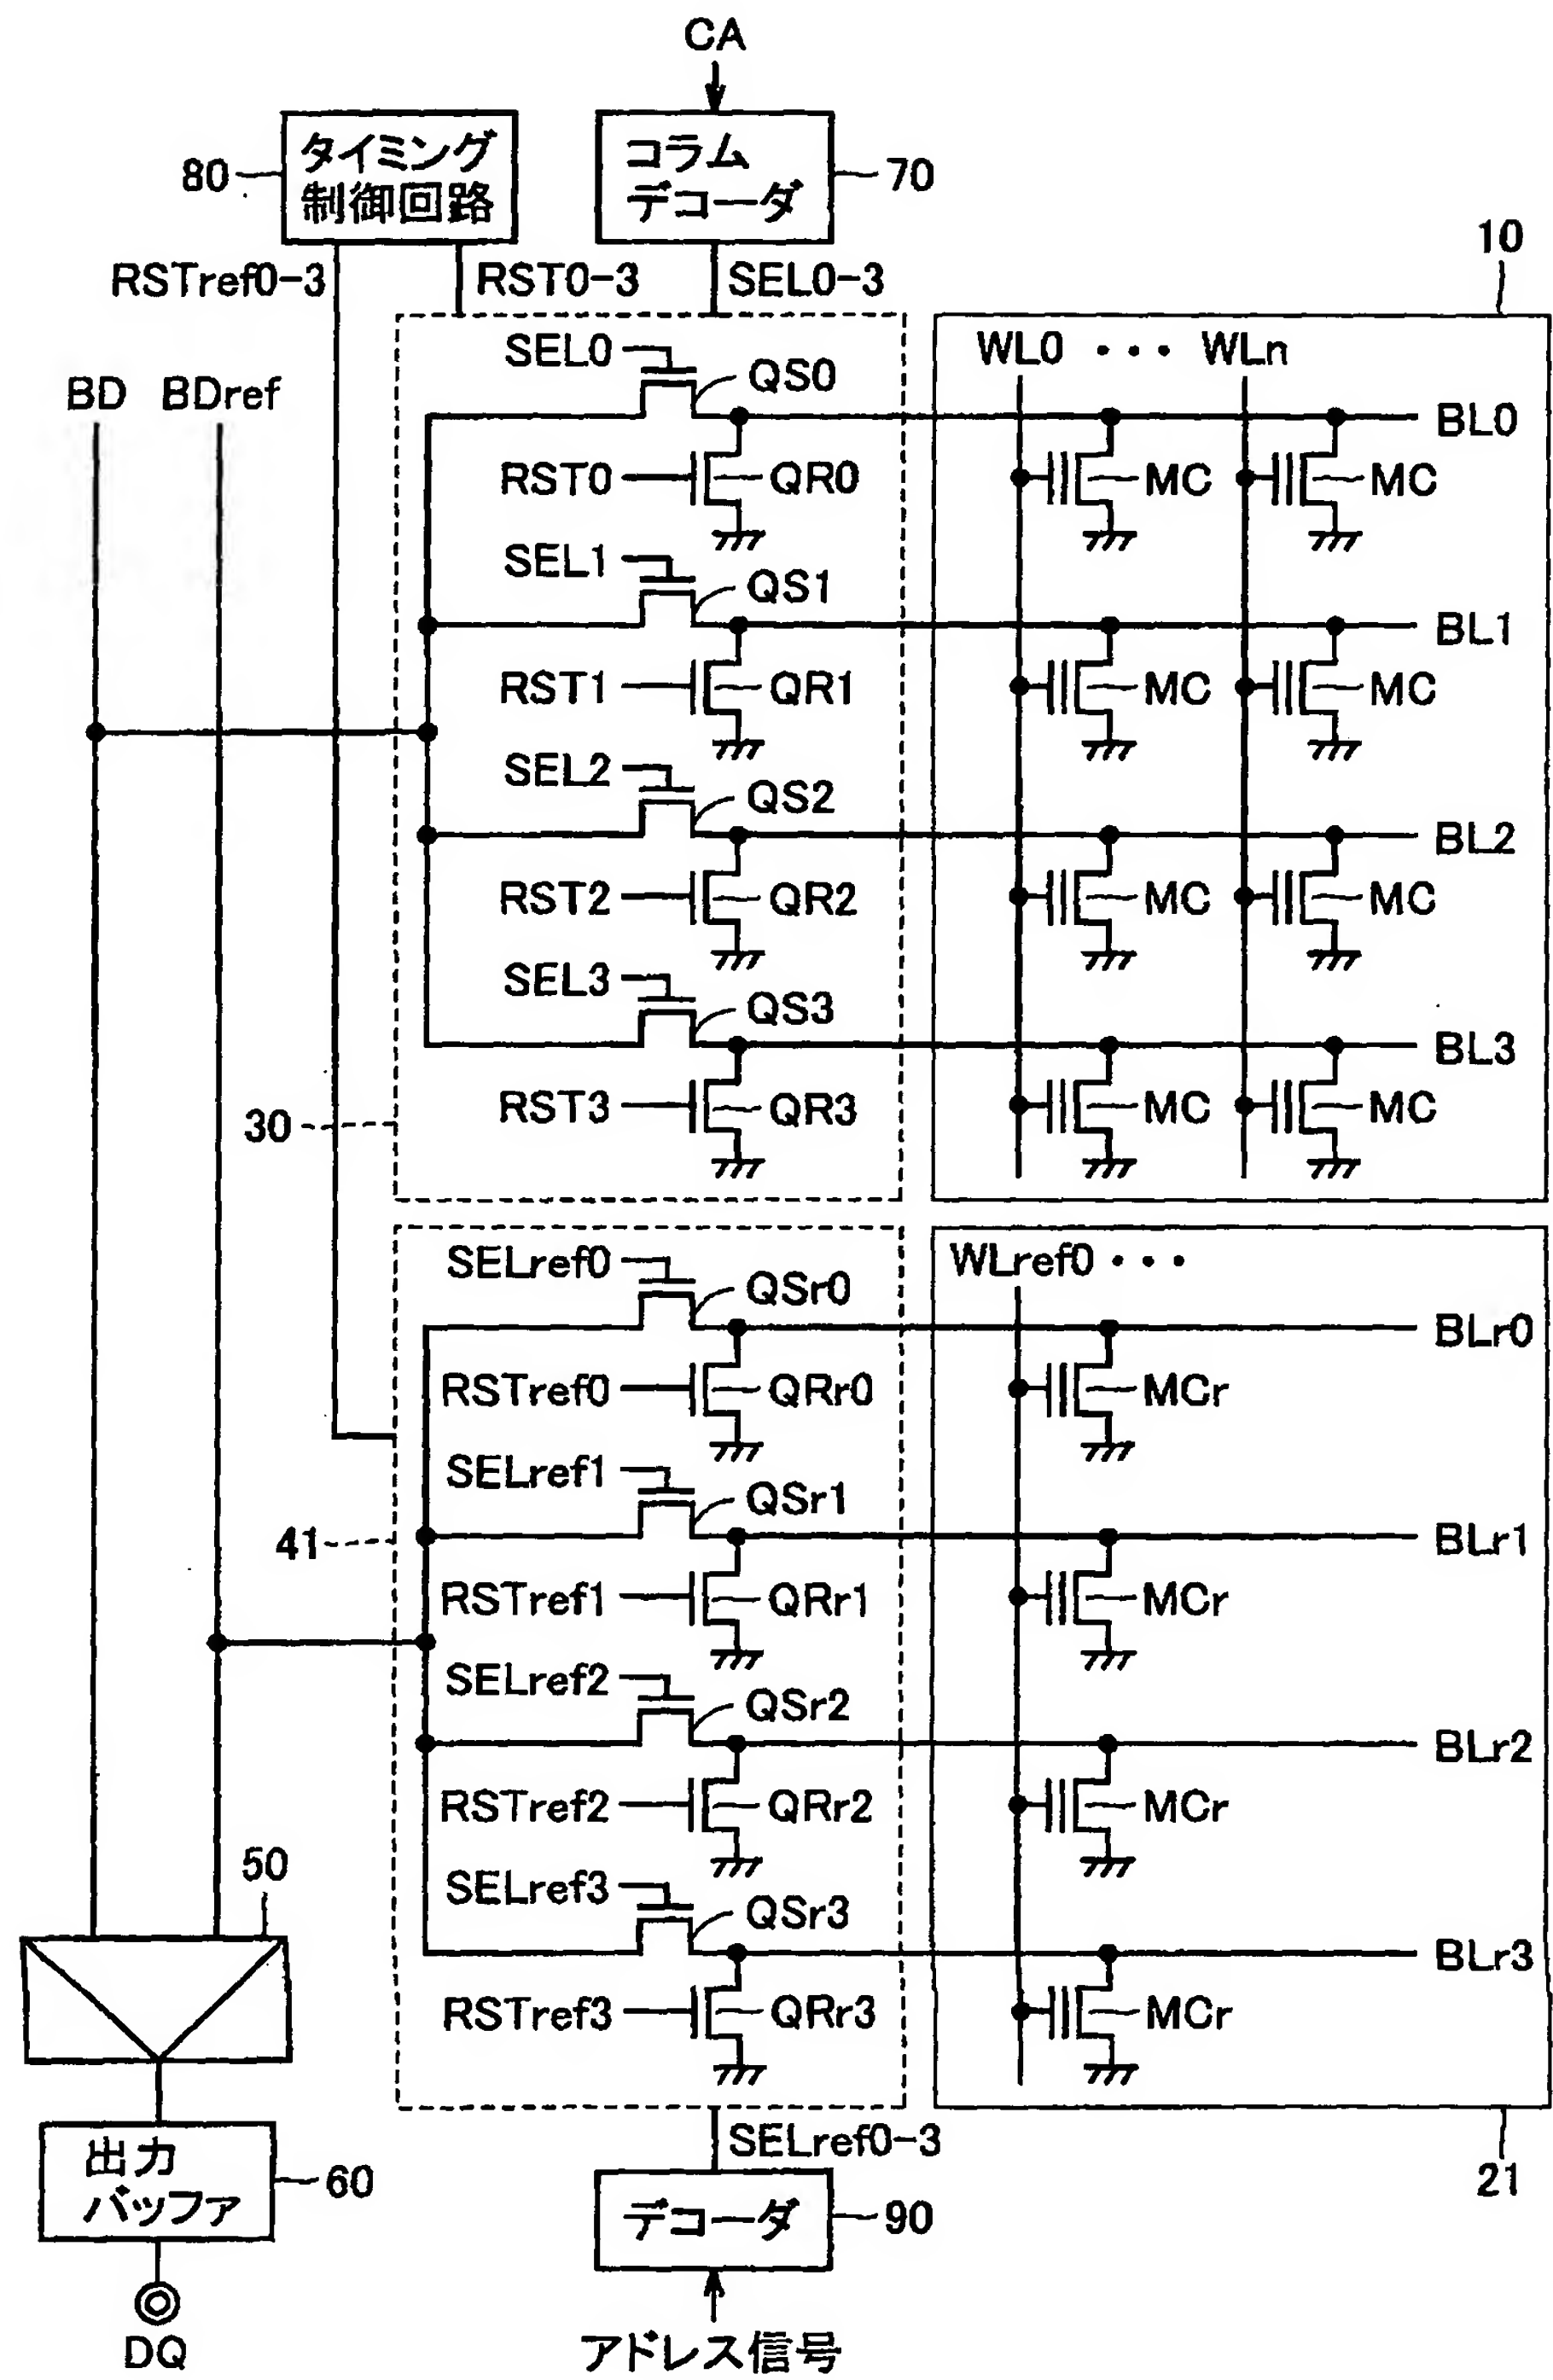 CA
タイミング
制御回路
80
コラム
デコーダ
70
RSTref0-3
RST0-3
SEL0-3
10
BD
BDref
SEL0
QS0
WL0 ··· WLn
BL0
RST0
QR0
MC
MC
SEL1
QS1
BL1
RST1
QR1
MC
MC
SEL2
QS2
BL2
RST2
QR2
MC
MC
SEL3
QS3
BL3
RST3
QR3
MC
MC
30
SELref0
QSr0
WLref0 ···
BLr0
RSTref0
QRr0
MCr
SELref1
QSr1
BLr1
41
RSTref1
QRr1
MCr
SELref2
QSr2
BLr2
RSTref2
QRr2
MCr
50
SELref3
QSr3
BLr3
RSTref3
QRr3
MCr
SELref0-3
出力
バッファ
60
21
デコーダ
90
DQ
アドレス信号